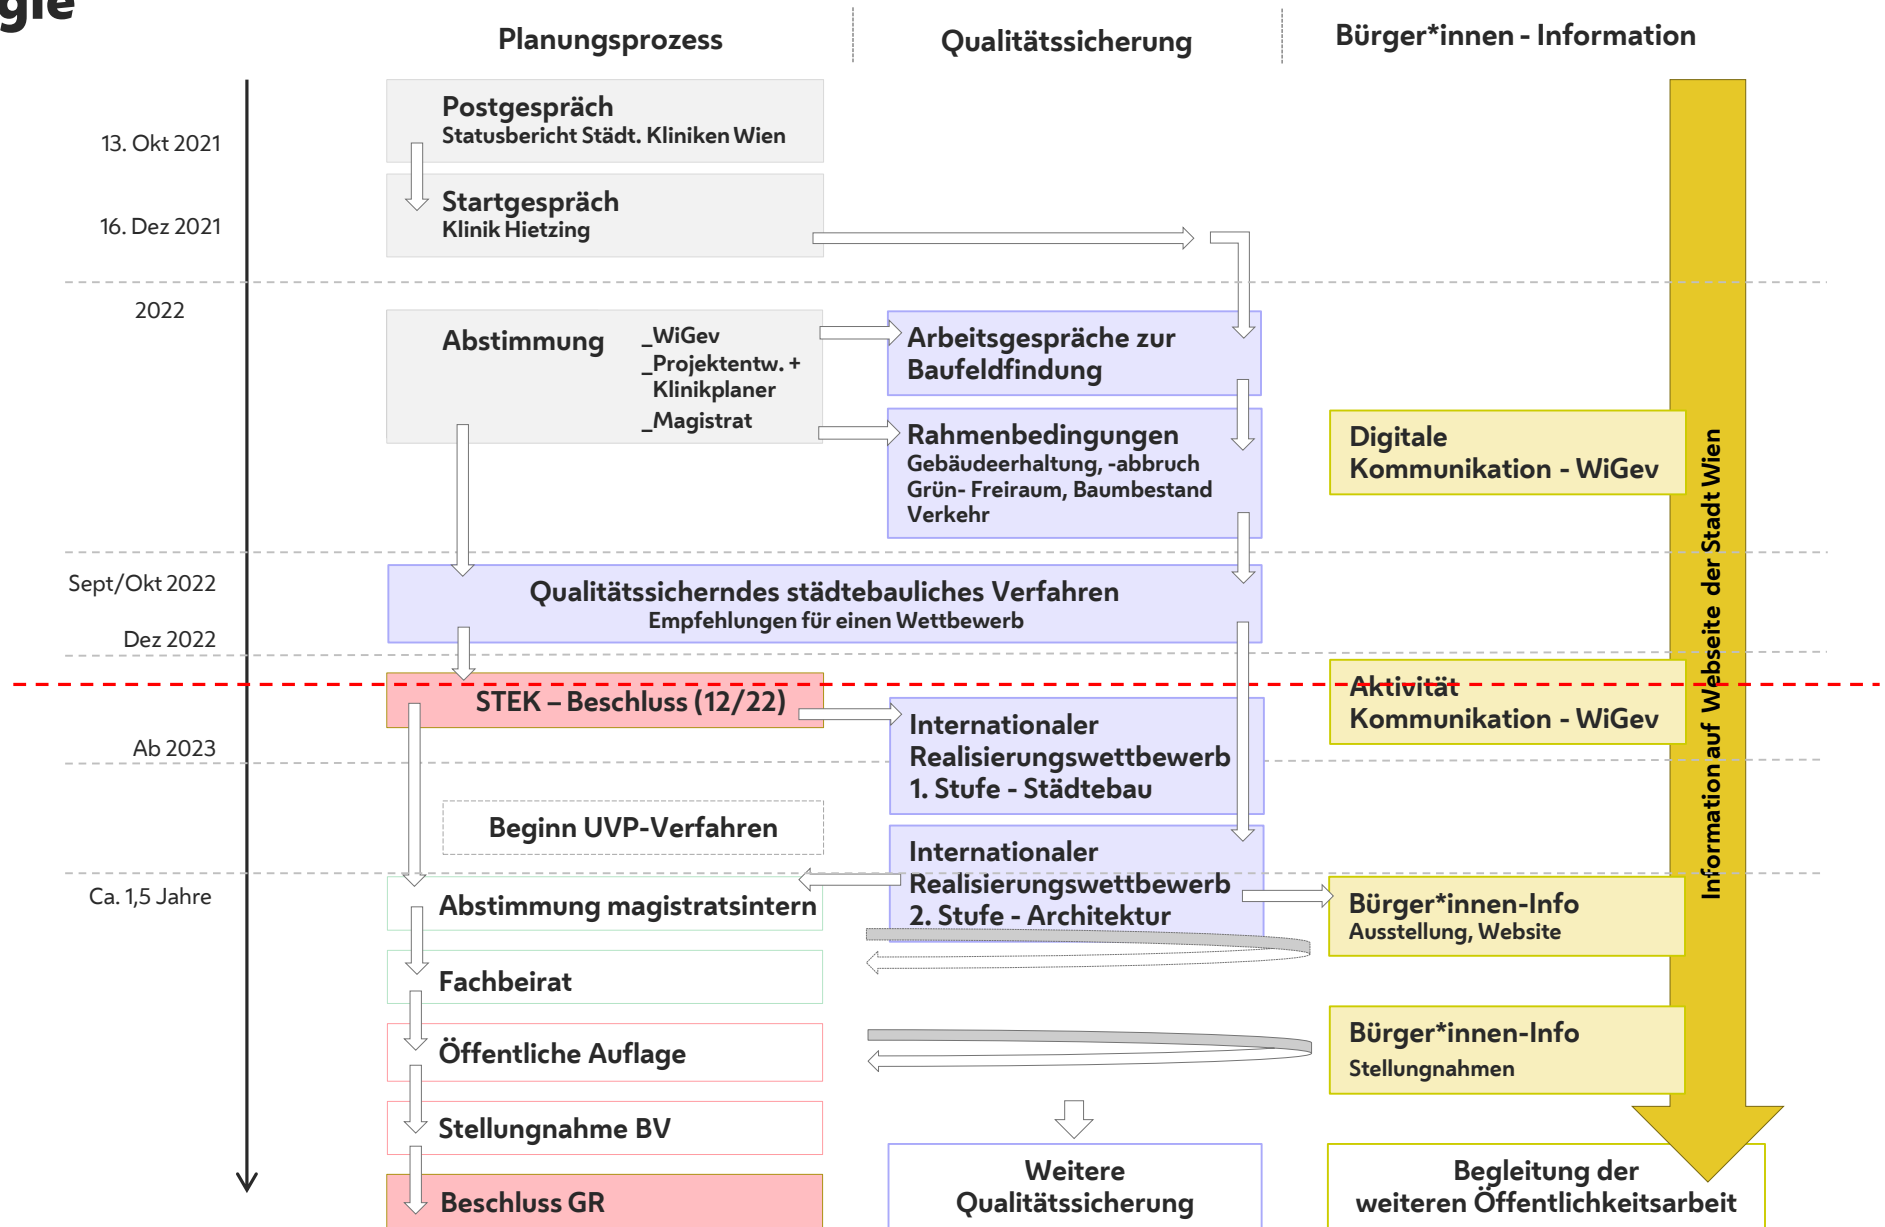 gie
Planungsprozess
Qualitätssicherung
Bürger*innen - Information
13. Okt 2021
Postgespräch
Statusbericht Städt. Kliniken Wien
16. Dez 2021
Startgespräch
Klinik Hietzing
2022
Abstimmung
_WiGev
_Projektentw. +
Klinikplaner
_Magistrat
Arbeitsgespräche zur
Baufeldfindung
Rahmenbedingungen
Gebäudeerhaltung, -abbruch
Grün- Freiraum, Baumbestand
Verkehr
Digitale
Kommunikation - WiGev
Information auf Webseite der Stadt Wien
Sept/Okt 2022
Qualitätssicherndes städtebauliches Verfahren
Empfehlungen für einen Wettbewerb
Dez 2022
STEK – Beschluss (12/22)
Aktivität
Kommunikation - WiGev
Ab 2023
Internationaler
Realisierungswettbewerb
1. Stufe - Städtebau
Beginn UVP-Verfahren
Internationaler
Realisierungswettbewerb
2. Stufe - Architektur
Ca. 1,5 Jahre
Abstimmung magistratsintern
Bürger*innen-Info
Ausstellung, Website
Fachbeirat
Öffentliche Auflage
Bürger*innen-Info
Stellungnahmen
Stellungnahme BV
Beschluss GR
Weitere
Qualitätssicherung
Begleitung der
weiteren Öffentlichkeitsarbeit